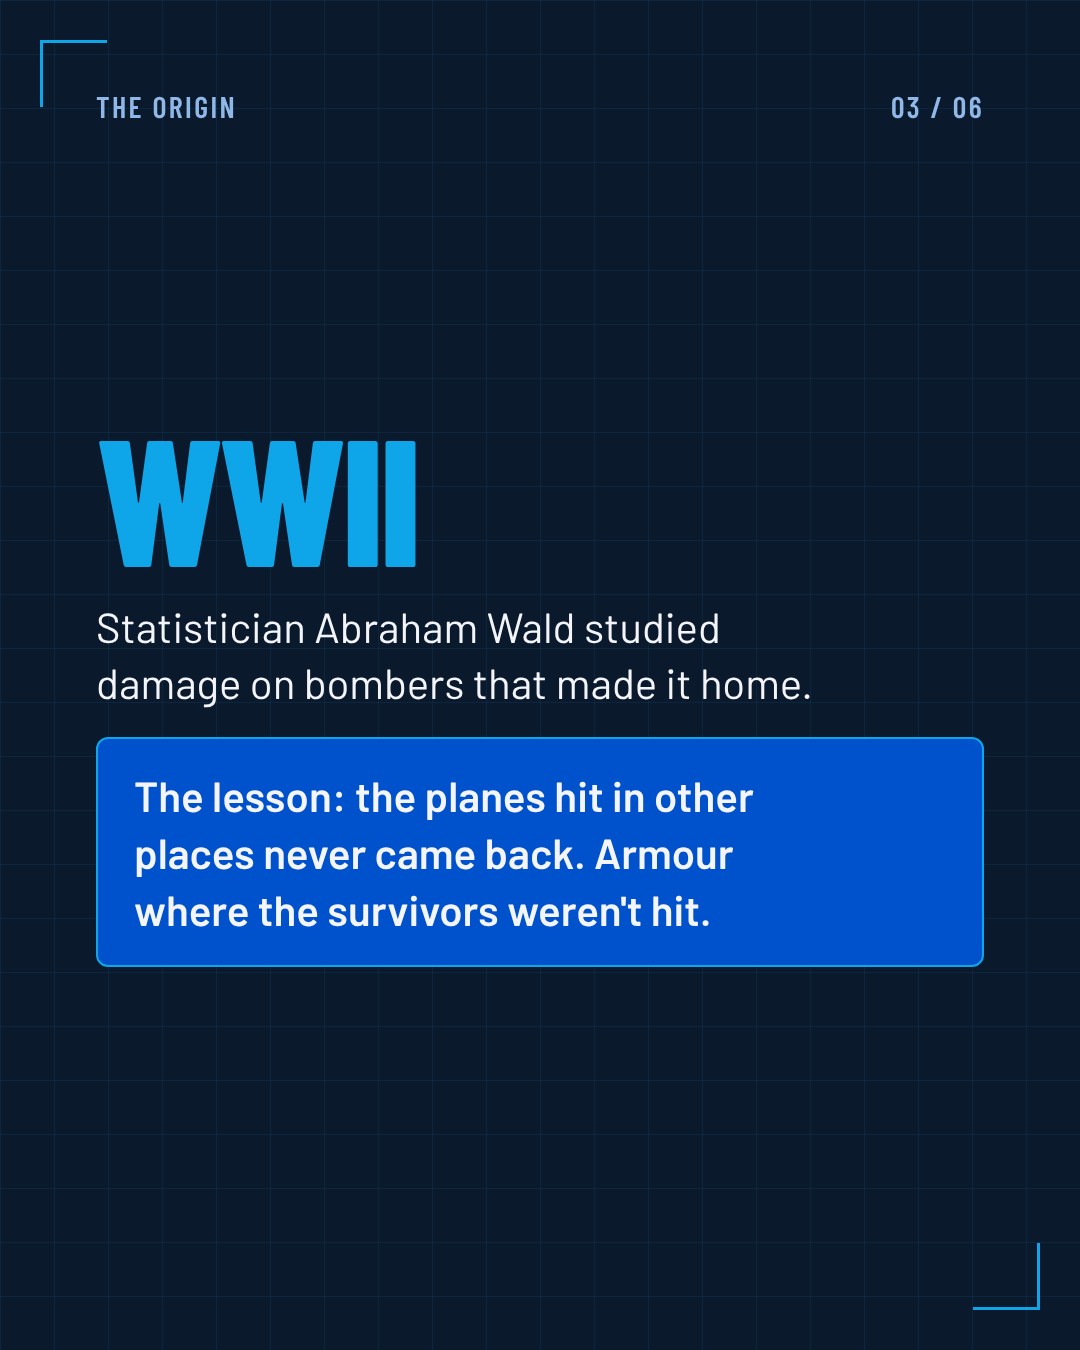 THE ORIGIN
03 / 06
WWII
Statistician Abraham Wald studied
damage on bombers that made it home.
The lesson: the planes hit in other
places never came back. Armour
where the survivors weren't hit.